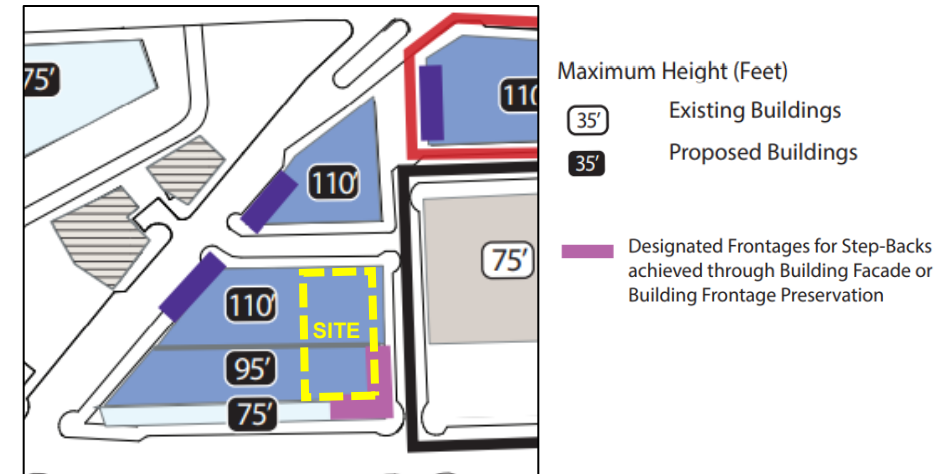 75'
110'
110'
75'
110'
SITE
95'
75'
Maximum Height (Feet)
35'
Existing Buildings
35'
Proposed Buildings
Designated Frontages for Step-Backs
achieved through Building Facade or
Building Frontage Preservation